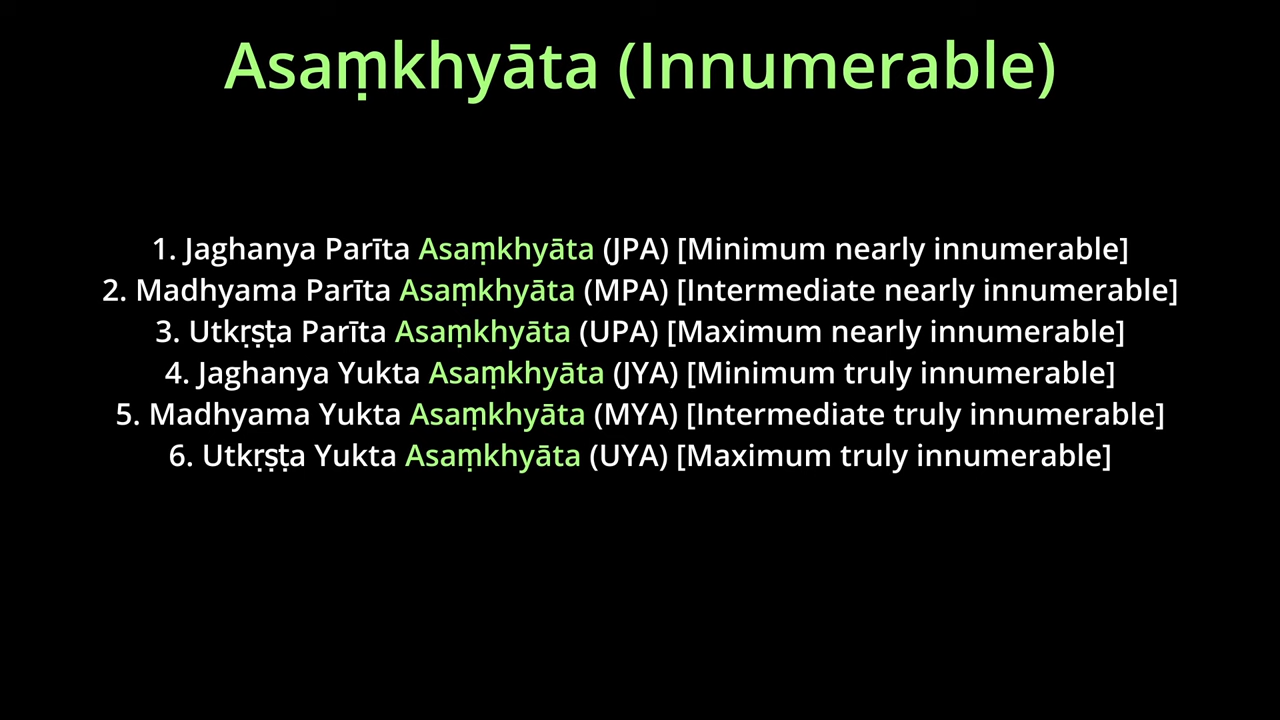 Asaṃkhyāta (Innumerable)
1. Jaghanya Parīta Asaṃkhyāta (JPA) [Minimum nearly innumerable]
2. Madhyama Parīta Asaṃkhyāta (MPA) [Intermediate nearly innumerable]
3. Utkṛṣṭa Parīta Asaṃkhyāta (UPA) [Maximum nearly innumerable]
4. Jaghanya Yukta Asaṃkhyāta (JYA) [Minimum truly innumerable]
5. Madhyama Yukta Asaṃkhyāta (MYA) [Intermediate truly innumerable]
6. Utkṛṣṭa Yukta Asaṃkhyāta (UYA) [Maximum truly innumerable]